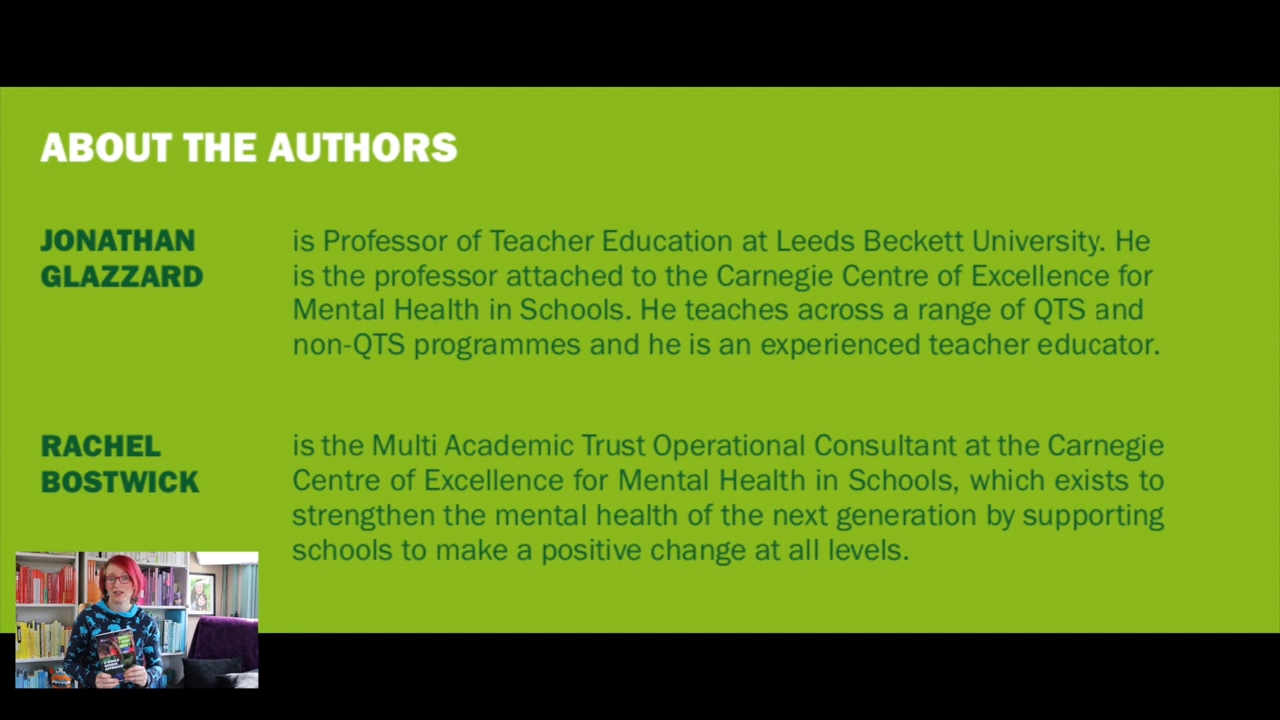 ABOUT THE AUTHORS
JONATHAN
GLAZZARD
is Professor of Teacher Education at Leeds Beckett University. He
is the professor attached to the Carnegie Centre of Excellence for
Mental Health in Schools. He teaches across a range of QTS and
non-QTS programmes and he is an experienced teacher educator.
RACHEL
BOSTWICK
is the Multi Academic Trust Operational Consultant at the Carnegie
Centre of Excellence for Mental Health in Schools, which exists to
strengthen the mental health of the next generation by supporting
schools to make a positive change at all levels.